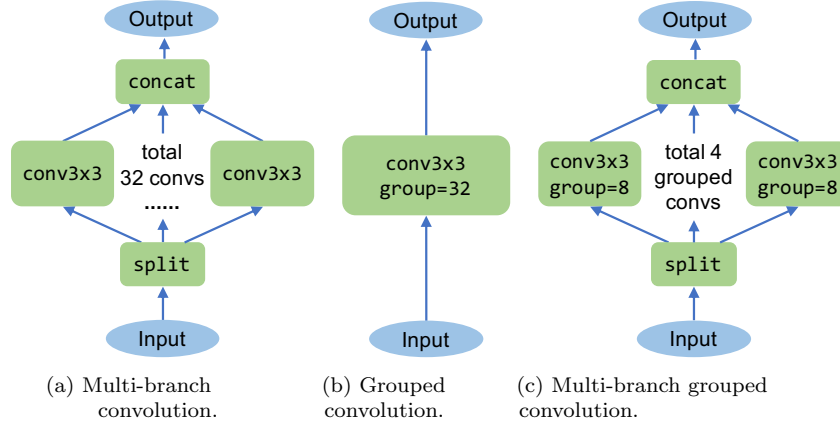 Output
concat
conv3x3
total
32 convs
......
conv3x3
split
Input
(a) Multi-branch
convolution.
Output
conv3x3
group=32
Input
(b) Grouped
convolution.
Output
concat
conv3x3
group=8
total 4
grouped
convs
conv3x3
group=8
split
Input
(c) Multi-branch grouped
convolution.